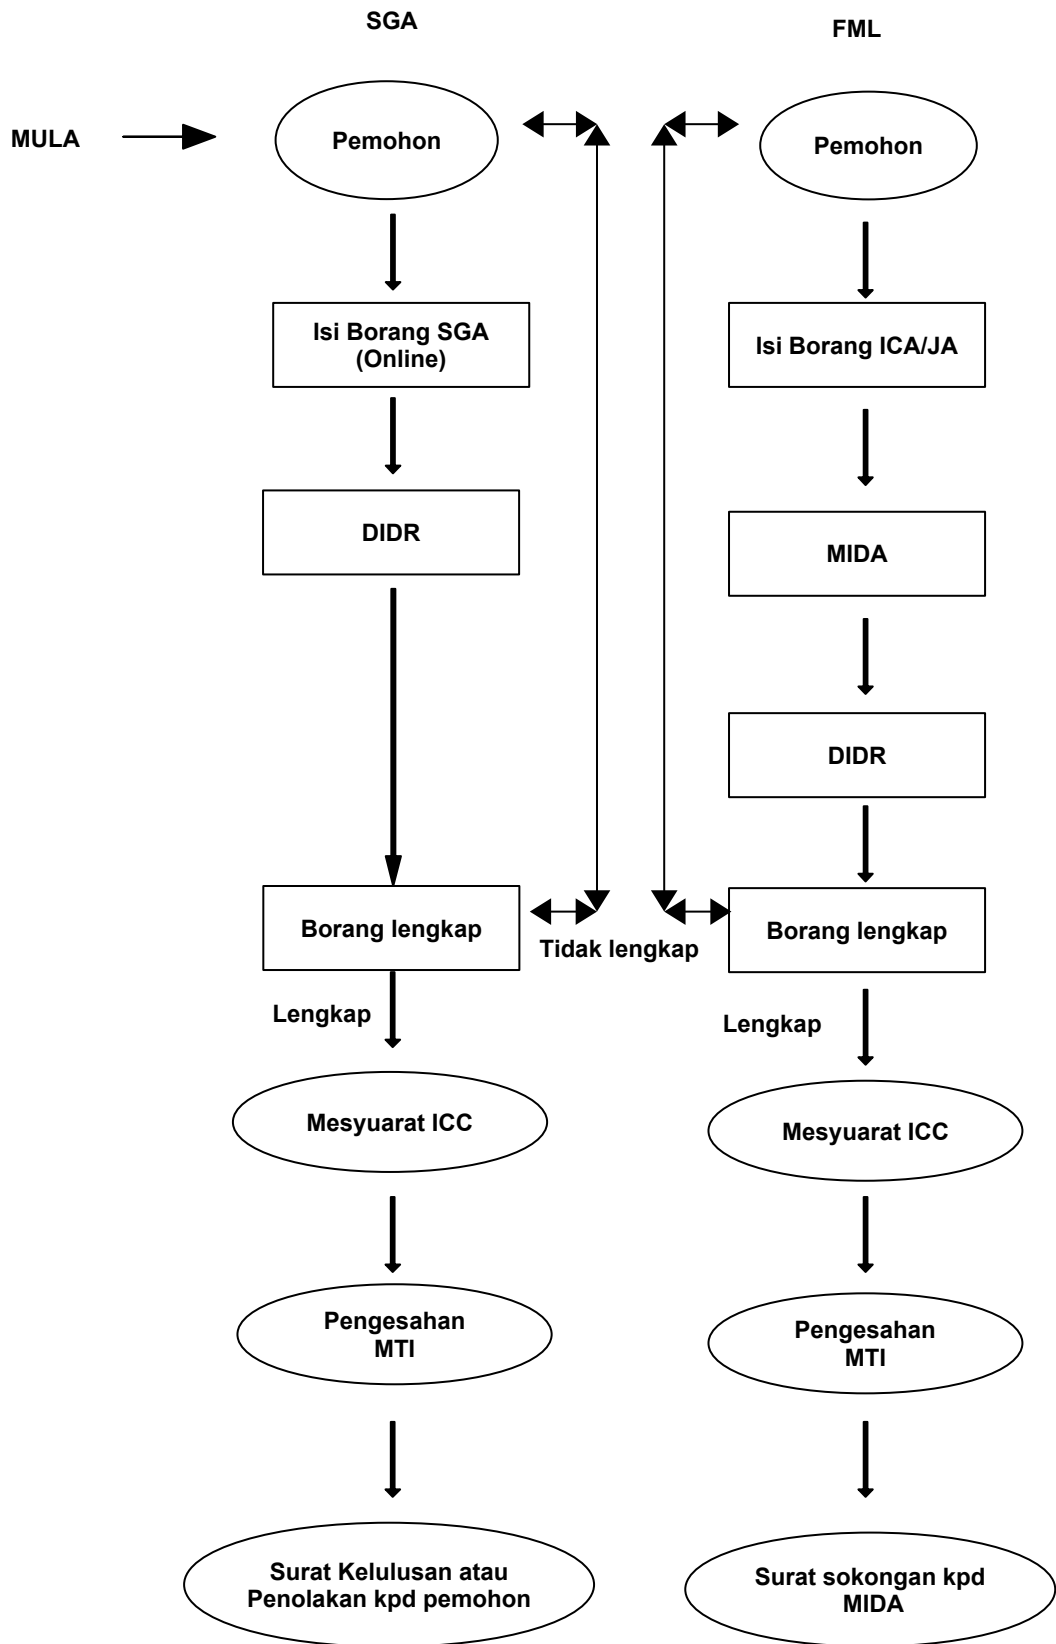 SGA
FML
MULA
Pemohon
Pemohon
Isi Borang SGA
(Online)
Isi Borang ICA/JA
DIDR
MIDA
DIDR
Borang lengkap
Borang lengkap
Tidak lengkap
Lengkap
Lengkap
Mesyuarat ICC
Mesyuarat ICC
Pengesahan
MTI
Pengesahan
MTI
Surat Kelulusan atau
Penolakan kpd pemohon
Surat sokongan kpd
MIDA